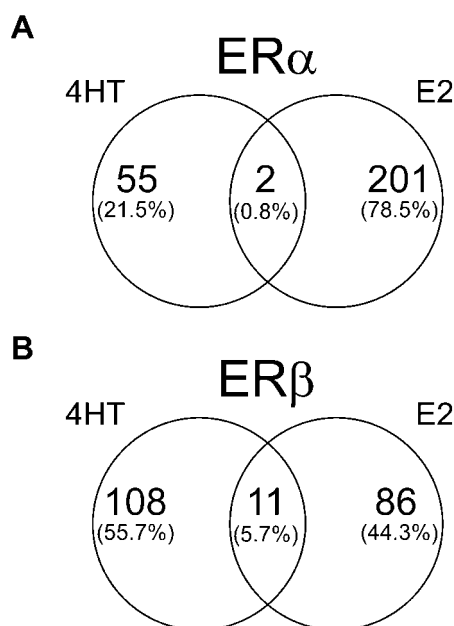 A
ERα
4HT
E2
55
2
201
(21.5%)
(0.8%)
(78.5%)
B
ERβ
4HT
E2
108
11
86
(55.7%)
(5.7%)
(44.3%)